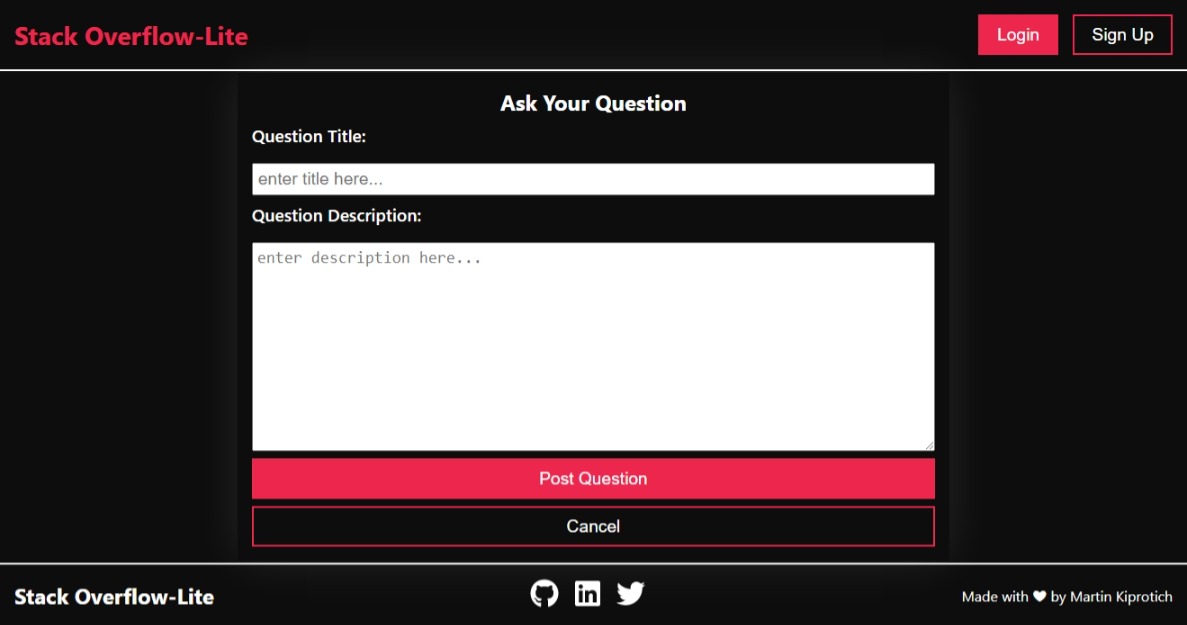 Stack Overflow-Lite
Login
Sign Up
Ask Your Question
Question Title:
enter title here...
Question Description:
enter description here...
Post Question
Cancel
Stack Overflow-Lite
in
Made with ♥ by Martin Kiprotich